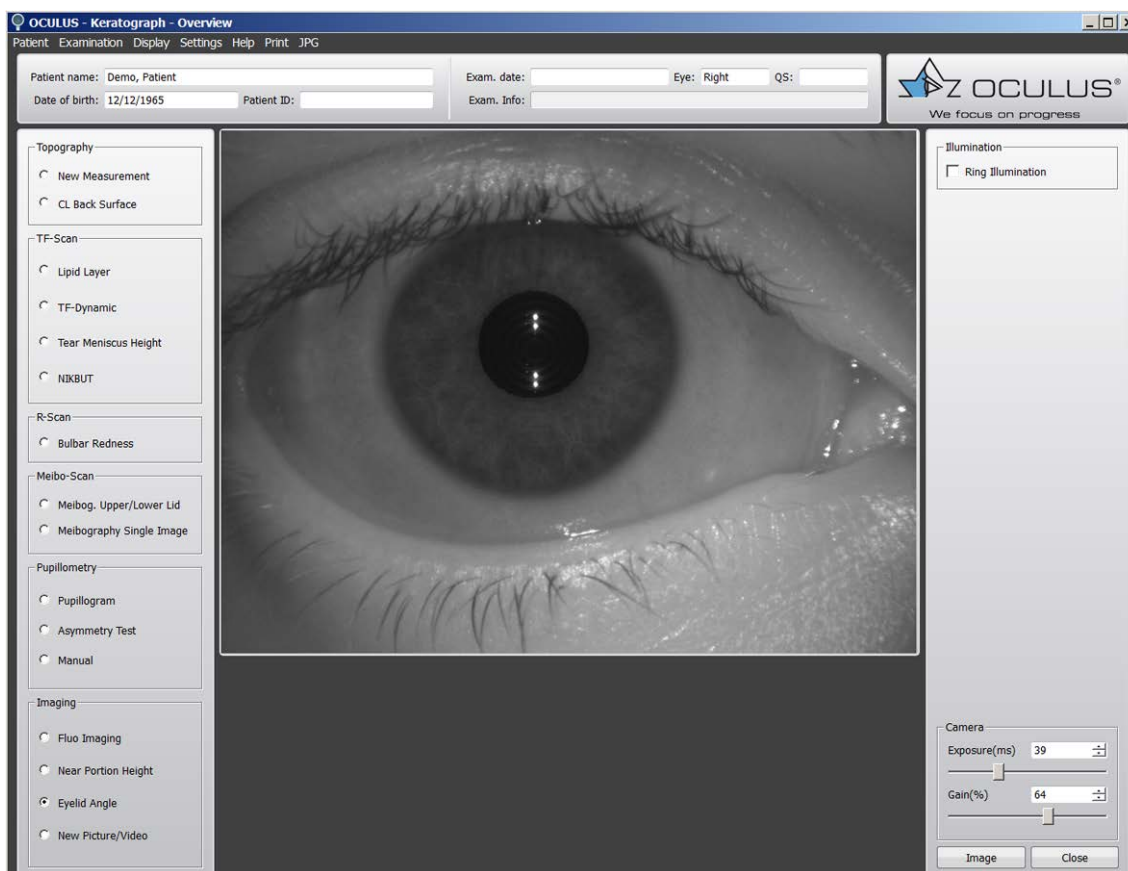 OCULUS - Keratograph - Overview
Patient Examination Display Settings Help Print JPG
Patient name: Demo, Patient
Date of birth: 12/12/1965 Patient ID:
Exam. date: Eye: Right QS:
Exam. Info:
OCULUS®
We focus on progress
Topography
New Measurement
CL Back Surface
TF-Scan
Lipid Layer
TF-Dynamic
Tear Meniscus Height
NIKBUT
R-Scan
Bulbar Redness
Meibo-Scan
Meibog. Upper/Lower Lid
Meibography Single Image
Pupillometry
Pupillogram
Asymmetry Test
Manual
Imaging
Fluo Imaging
Near Portion Height
Eyelid Angle
New Picture/Video
Illumination
Ring Illumination
Camera
Exposure(ms) 39
Gain(%) 64
Image Close